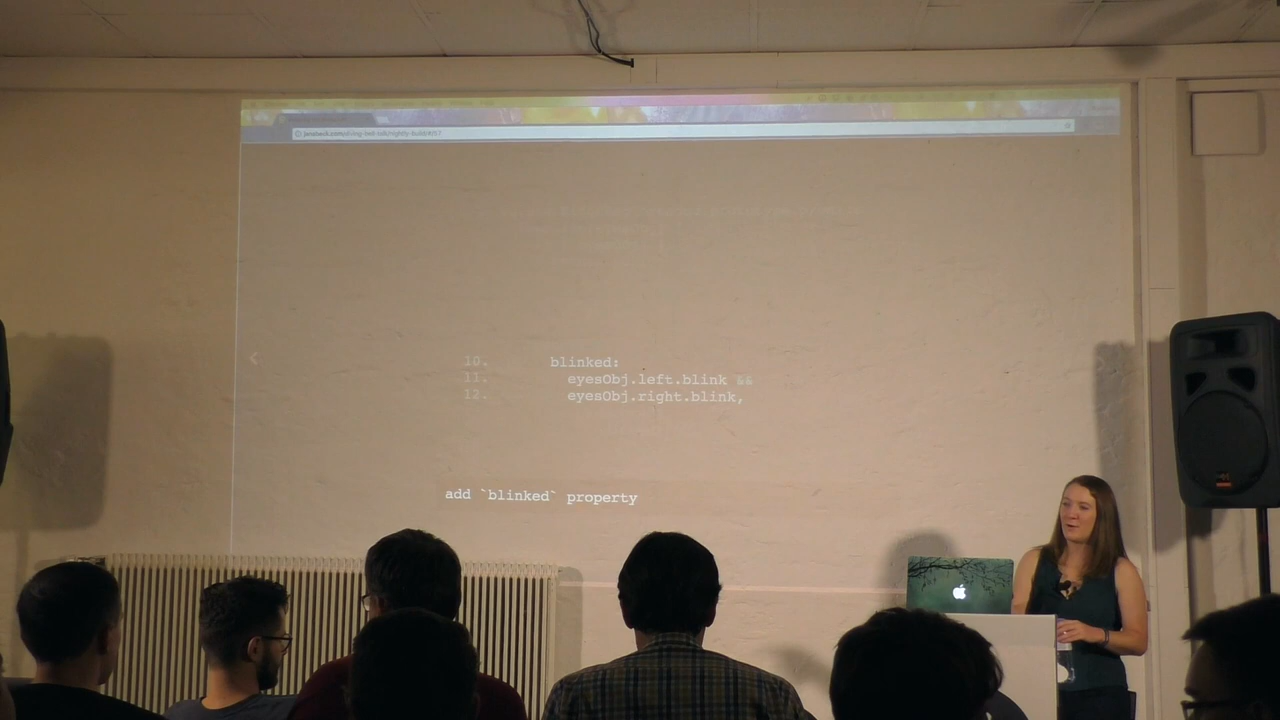 10. blinked:
11. eyesObj.left.blink &&
12. eyesObj.right.blink,
add `blinked` property